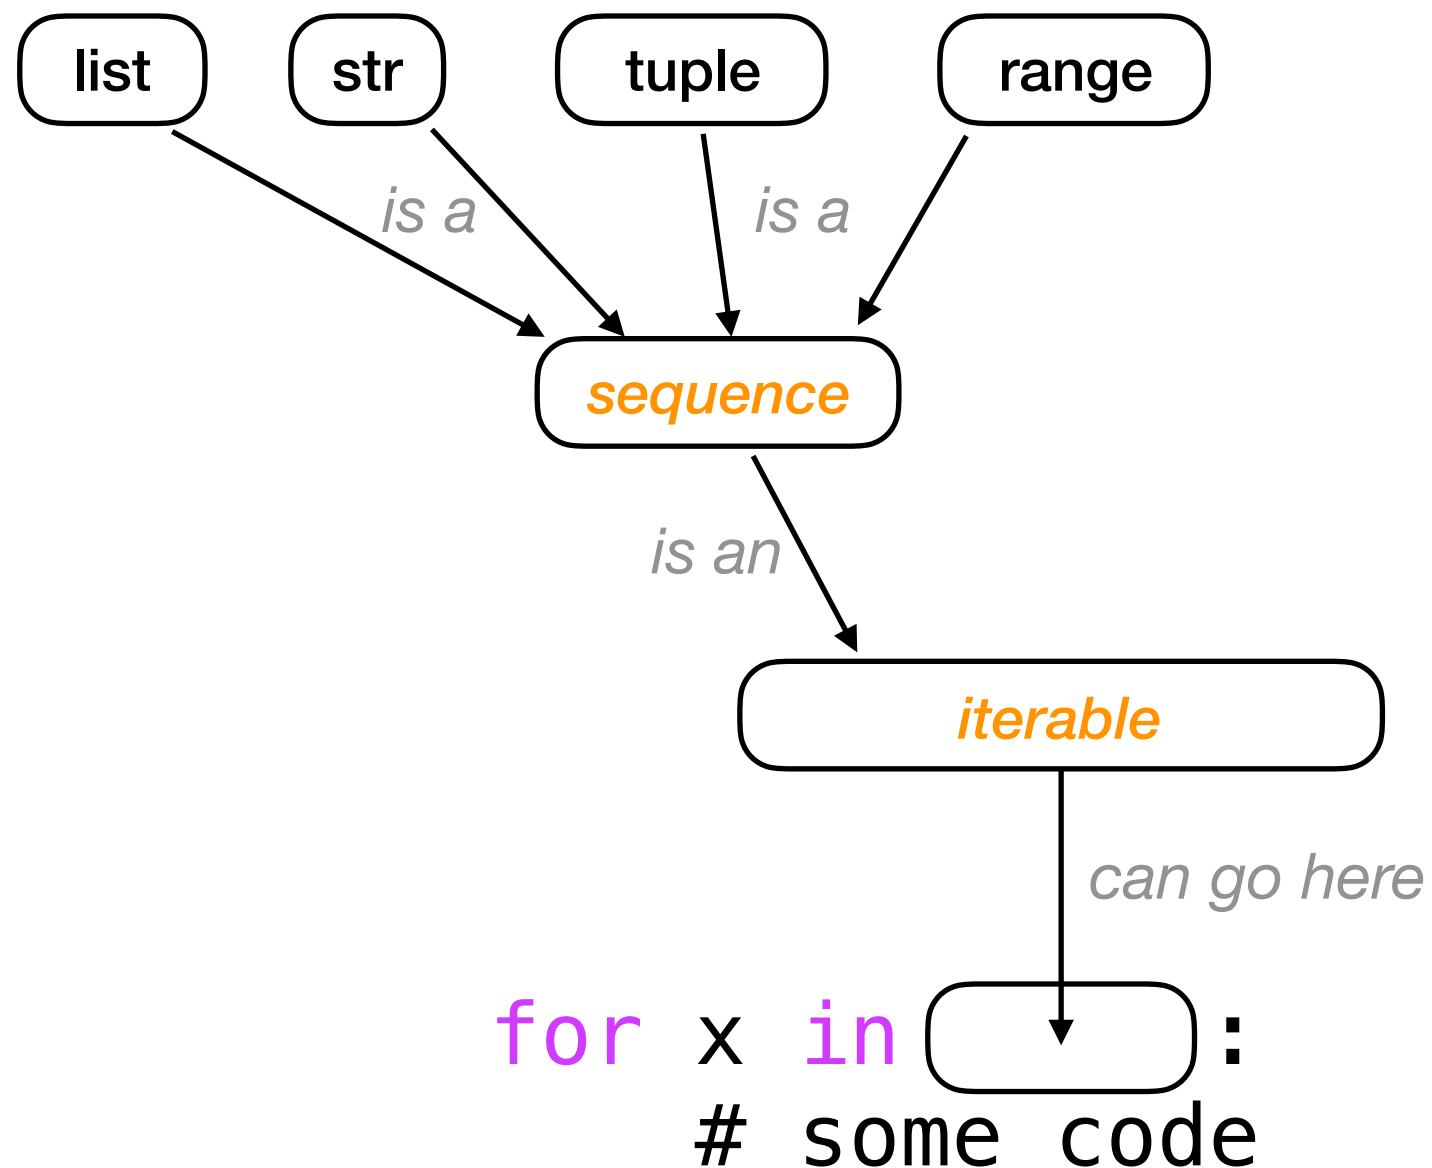 list str tuple range
is a is a
sequence
is an
iterable
can go here
for x in :
# some code